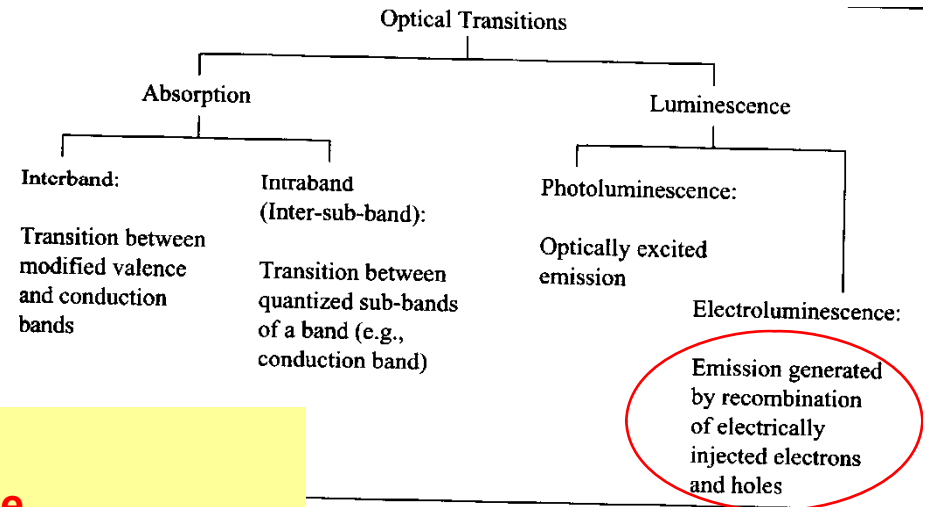 Optical Transitions
Absorption
Luminescence
Interband:
Transition between
modified valence
and conduction
bands
Intraband
(Inter-sub-band):
Transition between
quantized sub-bands
of a band (e.g.,
conduction band)
Photoluminescence:
Optically excited
emission
Electroluminescence:
Emission generated
by recombination
of electrically
injected electrons
and holes
e